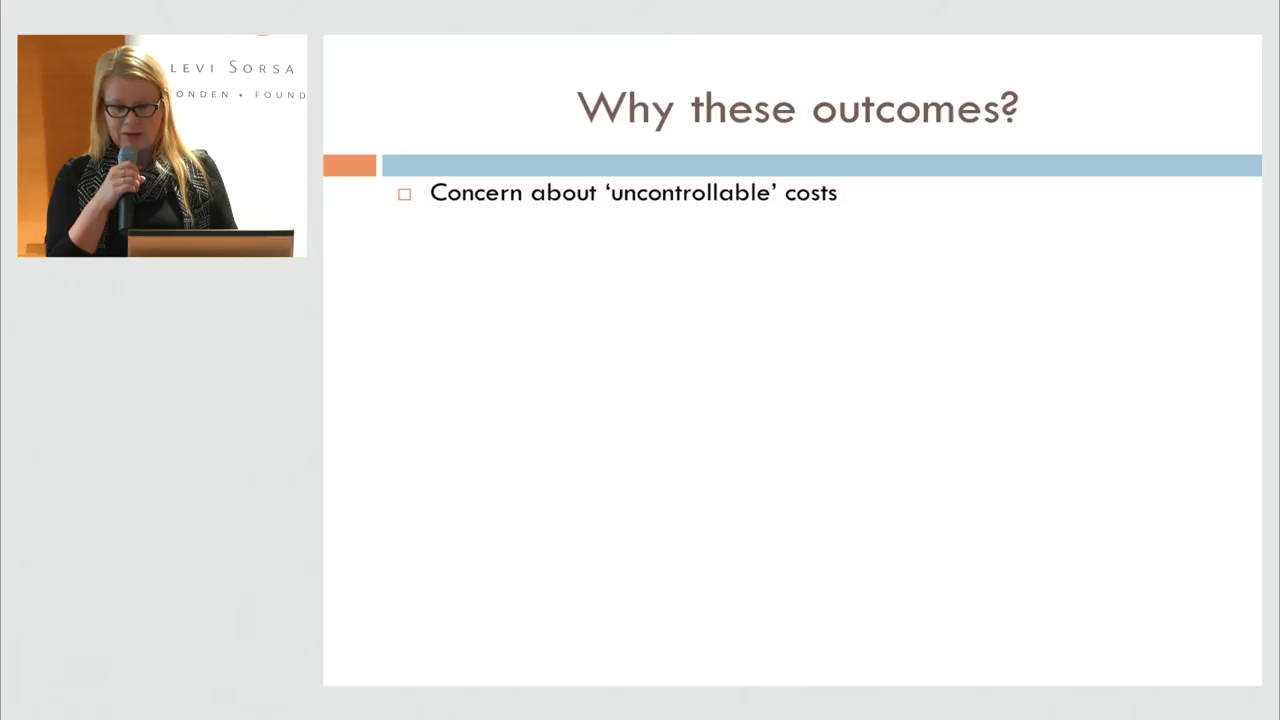 LEVI SORSA
ONDEN • FOUND
Why these outcomes?
Concern about ‘uncontrollable’ costs